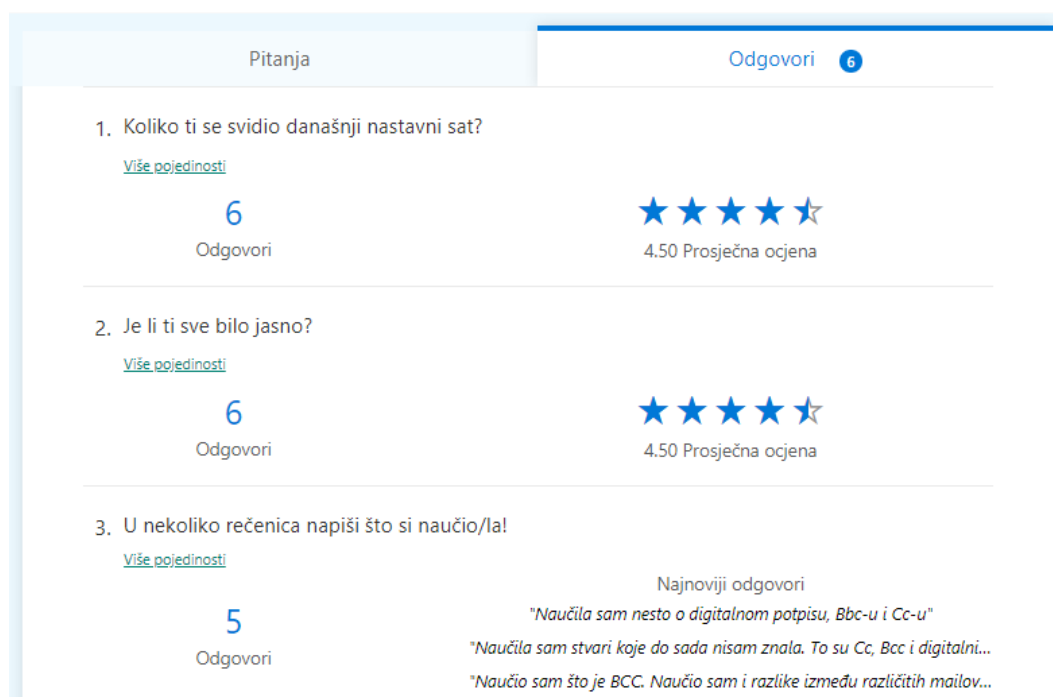 Pitanja
Odgovori 6
1. Koliko ti se svidio današnji nastavni sat?
Više pojedinosti
6
Odgovori
4.50 Prosječna ocjena
2. Je li ti sve bilo jasno?
Više pojedinosti
6
Odgovori
4.50 Prosječna ocjena
3. U nekoliko rečenica napiši što si naučio/la!
Više pojedinosti
5
Odgovori
Najnoviji odgovori
"Naučila sam nesto o digitalnom potpisu, Bbc-u i Cc-u"
"Naučila sam stvari koje do sada nisam znala. To su Cc, Bcc i digitalni...
"Naučio sam što je BCC. Naučio sam i razlike između različitih mailov...